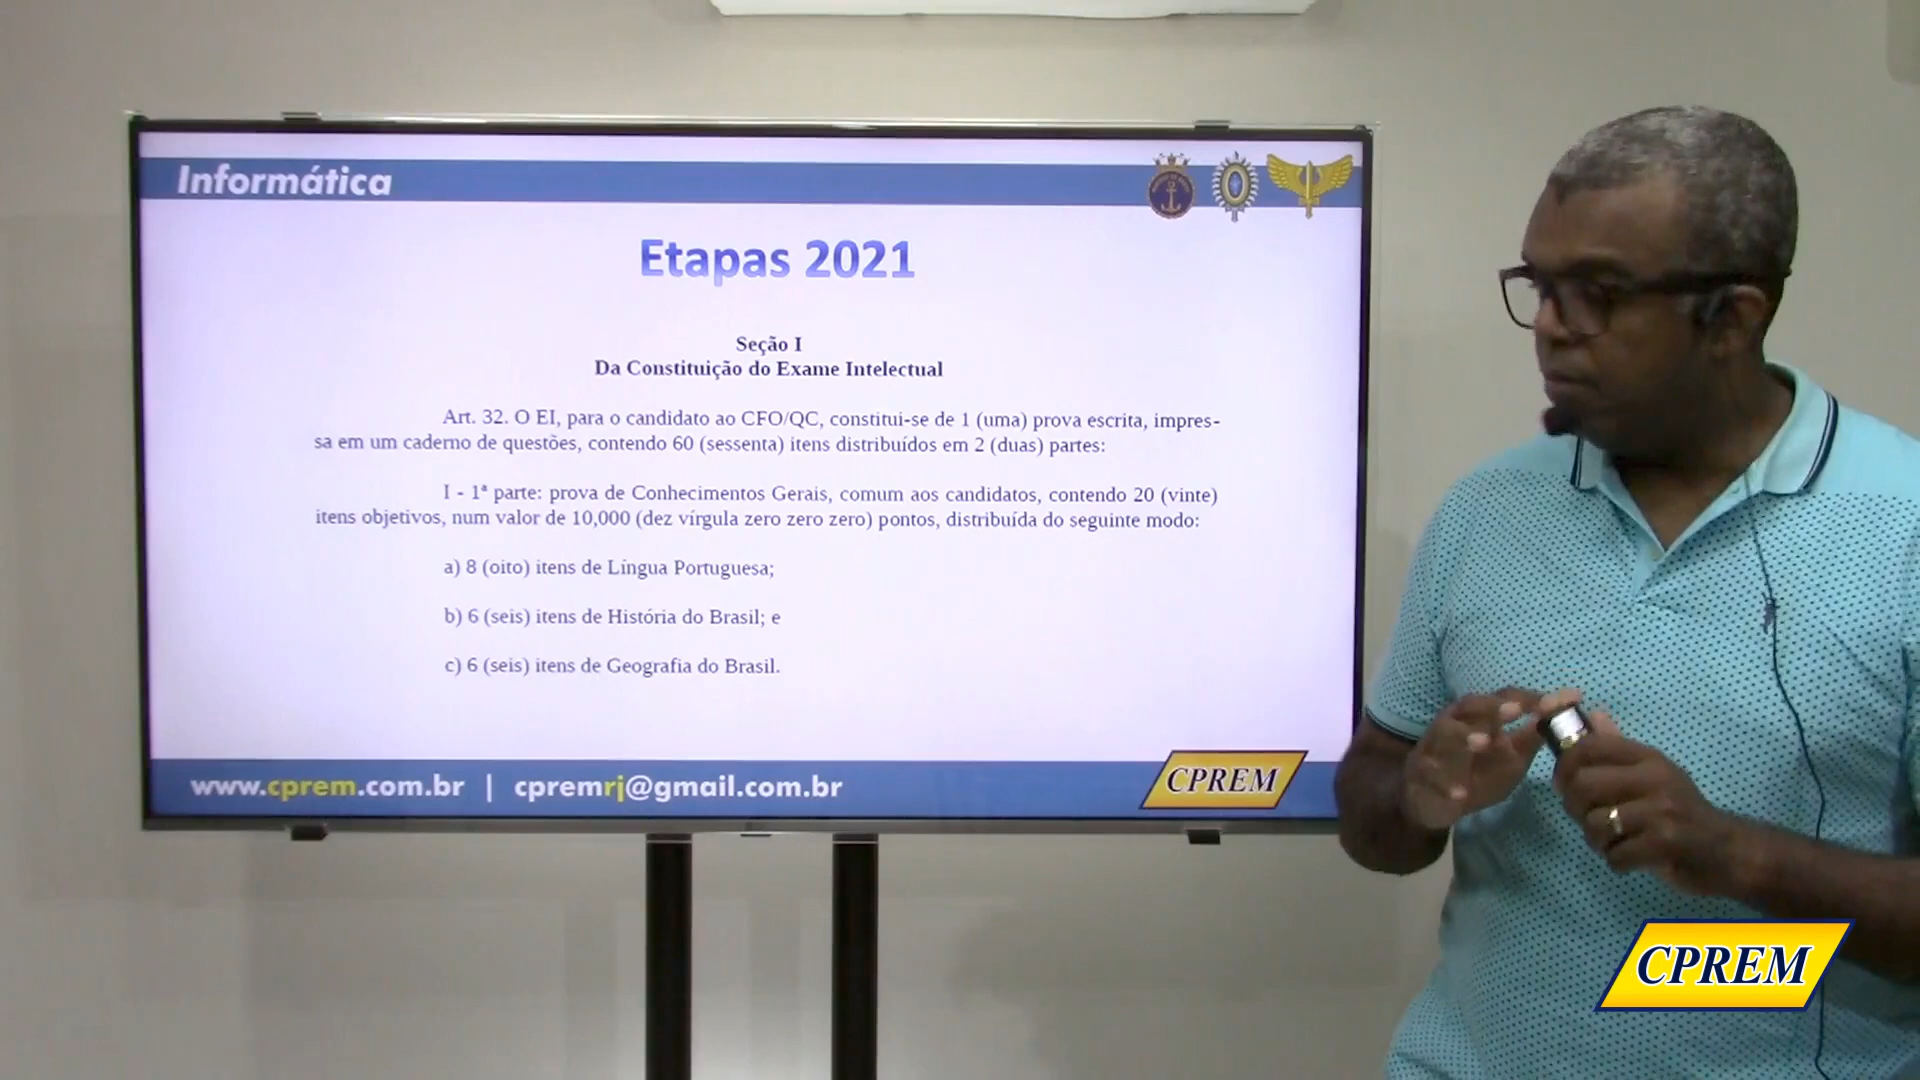 Informática
Etapas 2021
Seção I
Da Constituição do Exame Intelectual
Art. 32. O EI, para o candidato ao CFO/QC, constitui-se de 1 (uma) prova escrita, impres-
sa em um caderno de questões, contendo 60 (sessenta) itens distribuídos em 2 (duas) partes:
I - 1ª parte: prova de Conhecimentos Gerais, comum aos candidatos, contendo 20 (vinte)
itens objetivos, num valor de 10,000 (dez vírgula zero zero zero) pontos, distribuída do seguinte modo:
a) 8 (oito) itens de Língua Portuguesa;
b) 6 (seis) itens de História do Brasil; e
c) 6 (seis) itens de Geografia do Brasil.
www.cprem.com.br | cpremrj@gmail.com.br
CPREM
CPREM